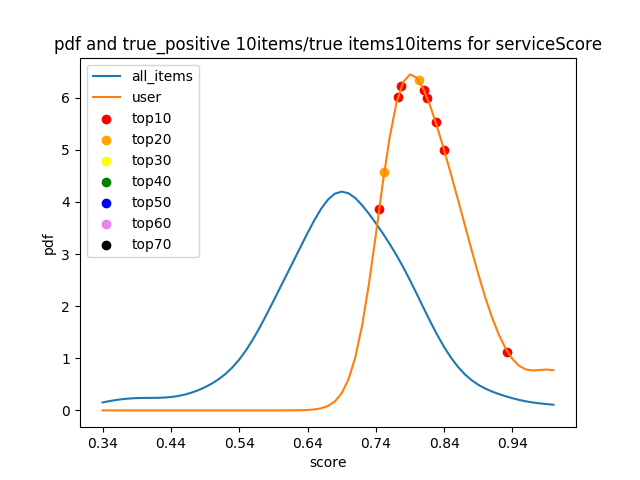 pdf and true_positive 10items/true items10items for serviceScore
all_items
user
top10
top20
top30
top40
top50
top60
top70
pdf
6
5
4
3
2
1
0
0.34 0.44 0.54 0.64 0.74 0.84 0.94
score